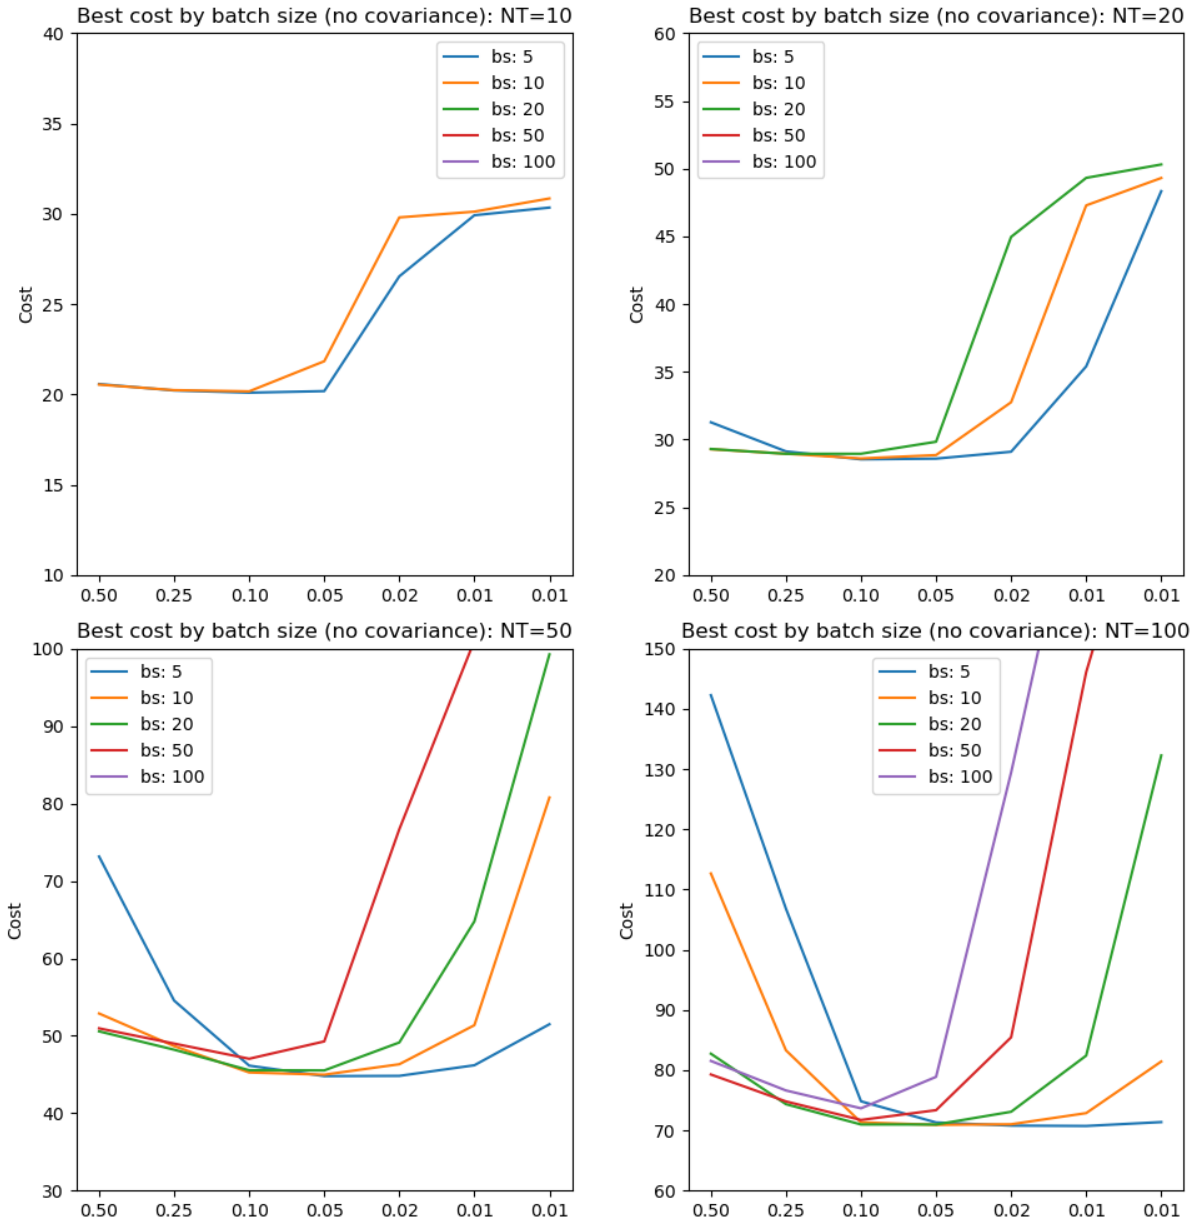 Best cost by batch size (no covariance): NT=10
40
35
30
25
20
15
10
Cost
bs: 5
bs: 10
bs: 20
bs: 50
bs: 100
0.50 0.25 0.10 0.05 0.02 0.01 0.01
Best cost by batch size (no covariance): NT=20
60
55
50
45
40
35
30
25
20
Cost
bs: 5
bs: 10
bs: 20
bs: 50
bs: 100
0.50 0.25 0.10 0.05 0.02 0.01 0.01
Best cost by batch size (no covariance): NT=50
100
90
80
70
60
50
40
30
Cost
bs: 5
bs: 10
bs: 20
bs: 50
bs: 100
0.50 0.25 0.10 0.05 0.02 0.01 0.01
Best cost by batch size (no covariance): NT=100
150
140
130
120
110
100
90
80
70
60
Cost
bs: 5
bs: 10
bs: 20
bs: 50
bs: 100
0.50 0.25 0.10 0.05 0.02 0.01 0.01